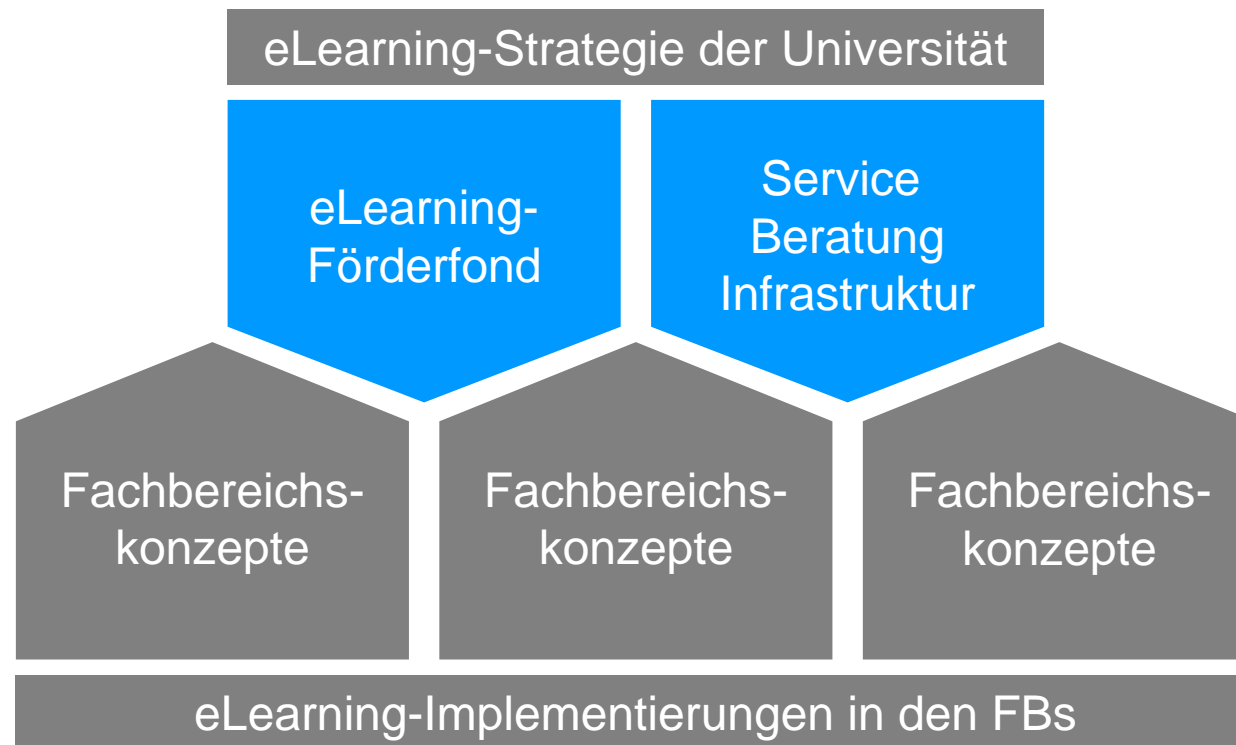 eLearning-Strategie der Universität
eLearning-
Förderfond
Service
Beratung
Infrastruktur
Fachbereichs-
konzepte
Fachbereichs-
konzepte
Fachbereichs-
konzepte
eLearning-Implementierungen in den FBs